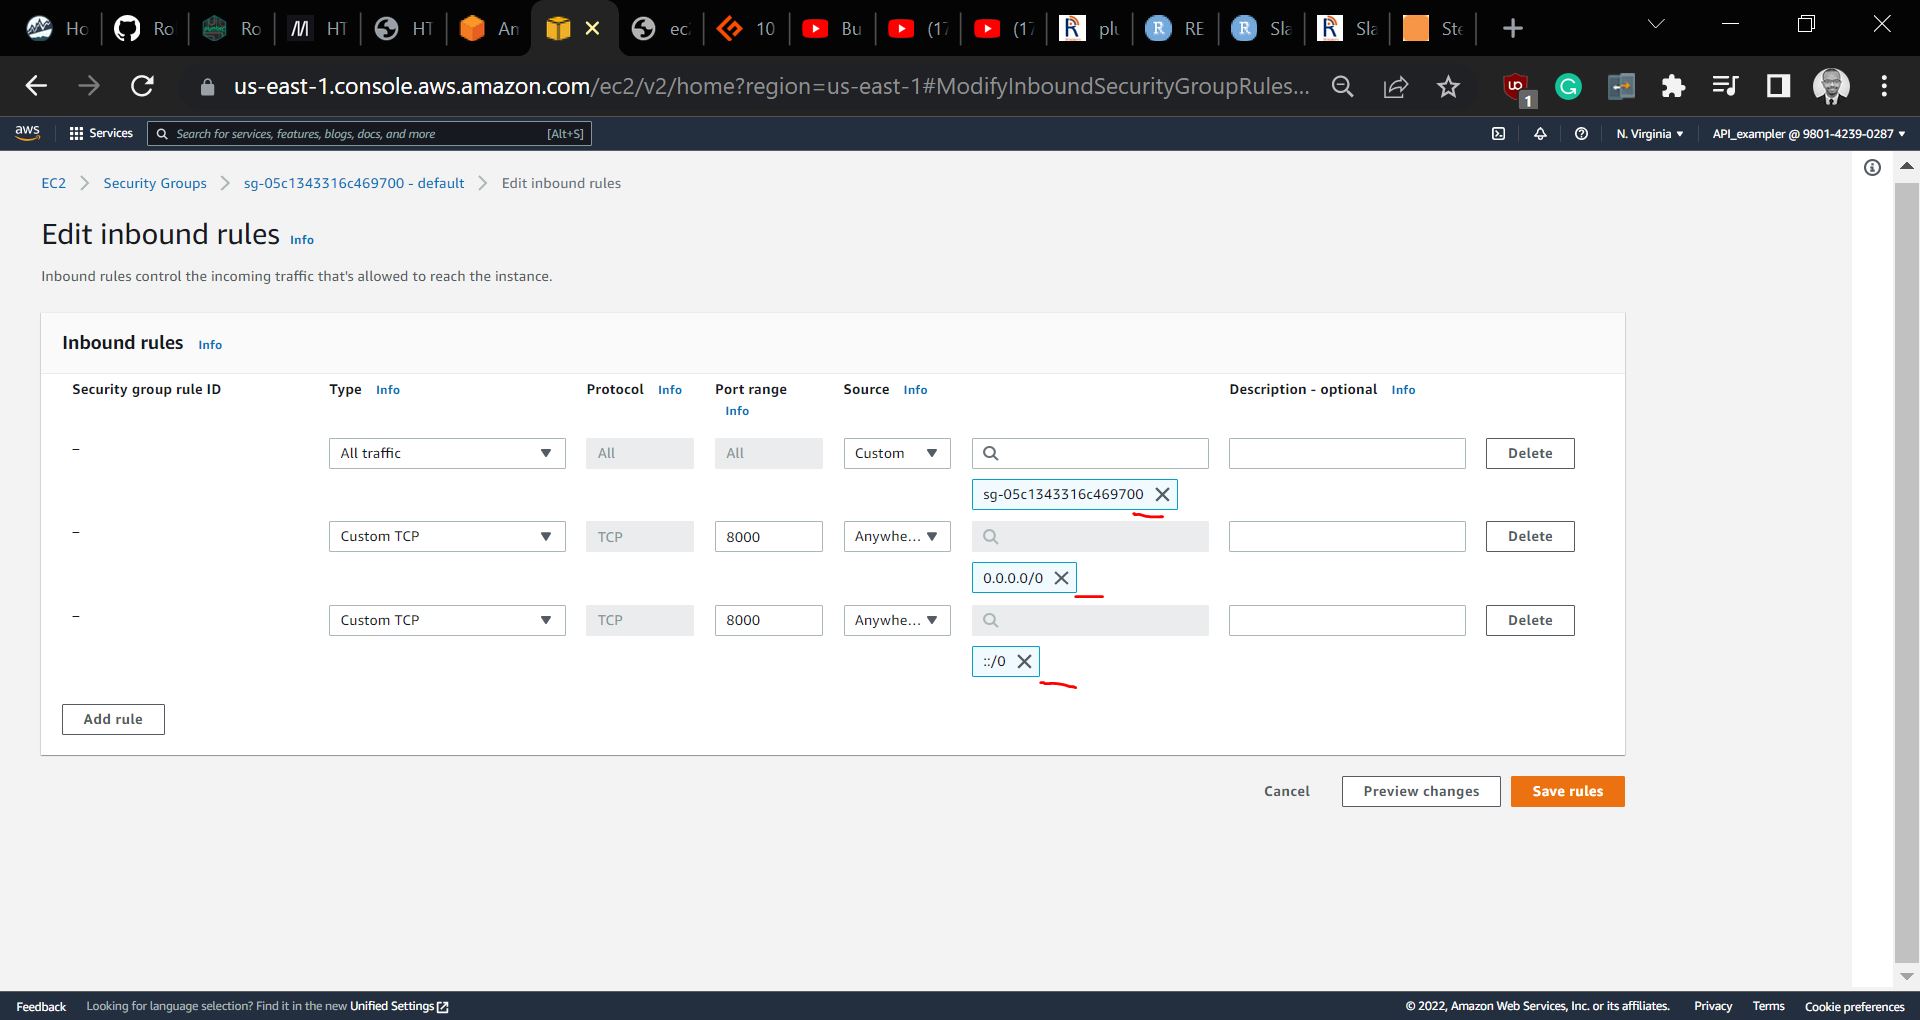 Ho
Ro
Ro
HT
HT
An
ec
10
Bu
(17
(17
plu
RE
Sla
Sla
Ste
us-east-1.console.aws.amazon.com/ec2/v2/home?region=us-east-1#ModifyInboundSecurityGroupRules...
1
aws
Services
Search for services, features, blogs, docs, and more [Alt+S]
N. Virginia
API_exampler @ 9801-4239-0287
EC2 Security Groups sg-05c1343316c469700 - default Edit inbound rules
Edit inbound rules Info
Inbound rules control the incoming traffic that's allowed to reach the instance.
Inbound rules Info
Security group rule ID Type Info Protocol Info Port range Source Info Description - optional Info
Info
– All traffic All All Custom Delete
sg-05c1343316c469700
– Custom TCP TCP 8000 Anywhe... Delete
0.0.0.0/0
– Custom TCP TCP 8000 Anywhe... Delete
::/0
Add rule
Cancel Preview changes Save rules
Feedback Looking for language selection? Find it in the new Unified Settings © 2022, Amazon Web Services, Inc. or its affiliates. Privacy Terms Cookie preferences